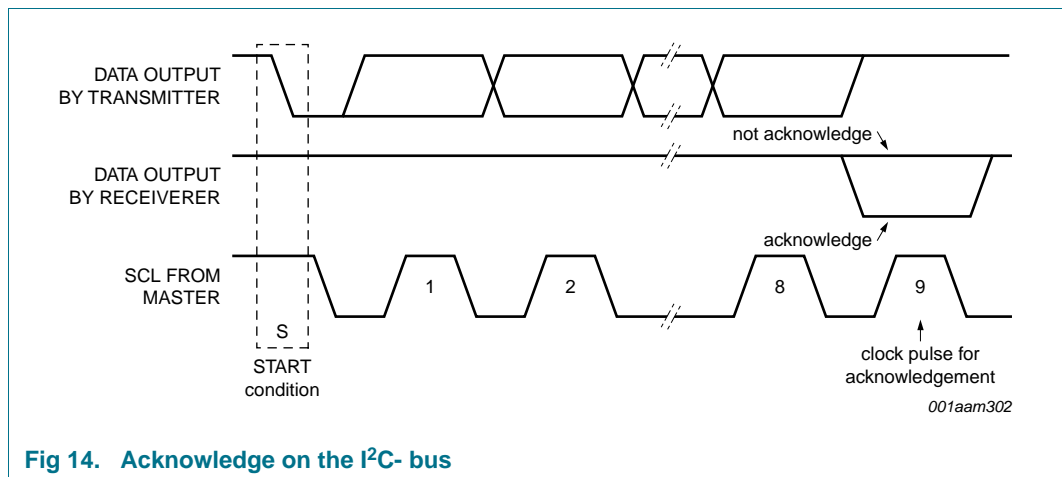 DATA OUTPUT
BY TRANSMITTER
not acknowledge
DATA OUTPUT
BY RECEIVERER
acknowledge
SCL FROM
MASTER
1
2
8
9
S
START
condition
clock pulse for
acknowledgement
001aam302
Fig 14. Acknowledge on the I²C- bus